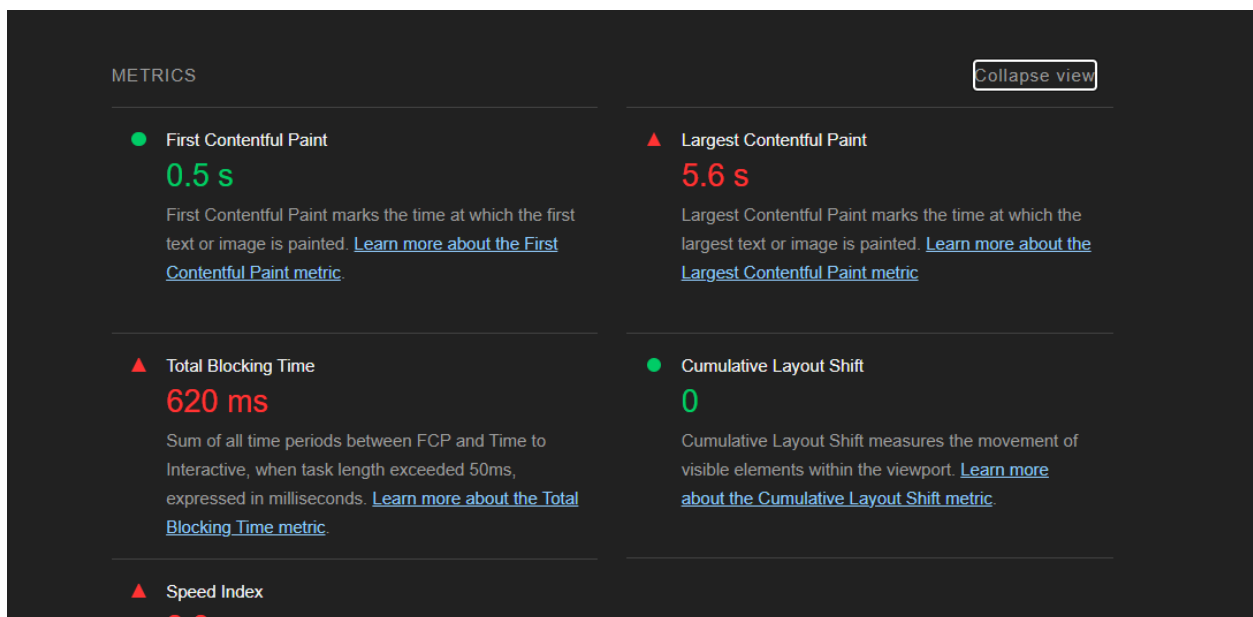 METRICS
Collapse view
First Contentful Paint
0.5 s
First Contentful Paint marks the time at which the first
text or image is painted. Learn more about the First
Contentful Paint metric.
Largest Contentful Paint
5.6 s
Largest Contentful Paint marks the time at which the
largest text or image is painted. Learn more about the
Largest Contentful Paint metric
Total Blocking Time
620 ms
Sum of all time periods between FCP and Time to
Interactive, when task length exceeded 50ms,
expressed in milliseconds. Learn more about the Total
Blocking Time metric.
Cumulative Layout Shift
0
Cumulative Layout Shift measures the movement of
visible elements within the viewport. Learn more
about the Cumulative Layout Shift metric.
Speed Index